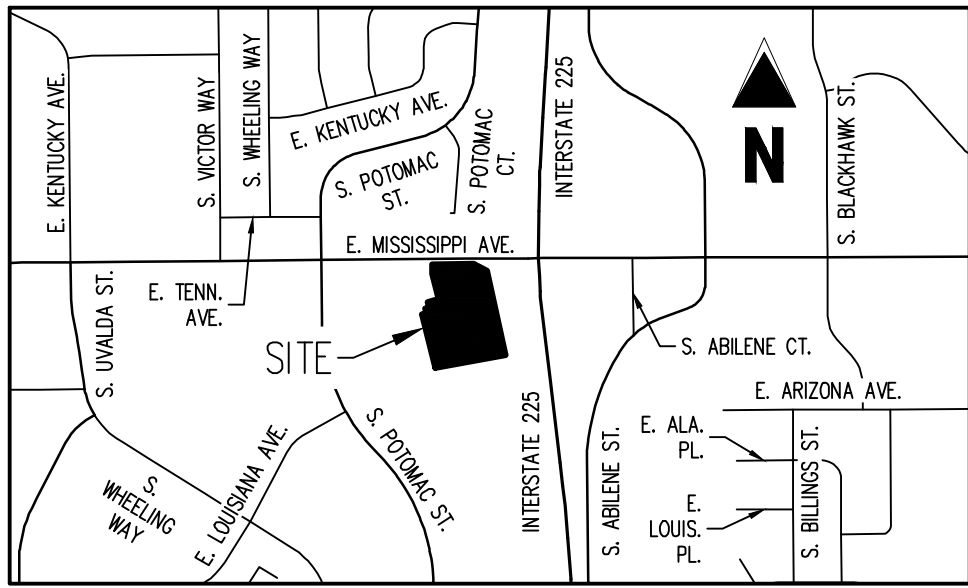 E. KENTUCKY AVE.
S. VICTOR WAY
S. WHEELING WAY
E. KENTUCKY AVE.
S. POTOMAC
ST.
S. POTOMAC
CT.
INTERSTATE 225
N
S. BLACKHAWK ST.
E. MISSISSIPPI AVE.
E. TENN.
AVE.
S. UVALDA ST.
SITE
S. ABILENE CT.
E. ARIZONA AVE.
S.
WHEELING
WAY
E. LOUISIANA AVE.
S. POTOMAC ST.
INTERSTATE 225
S. ABILENE ST.
E. ALA.
PL.
E.
LOUIS.
PL.
S. BILLINGS ST.